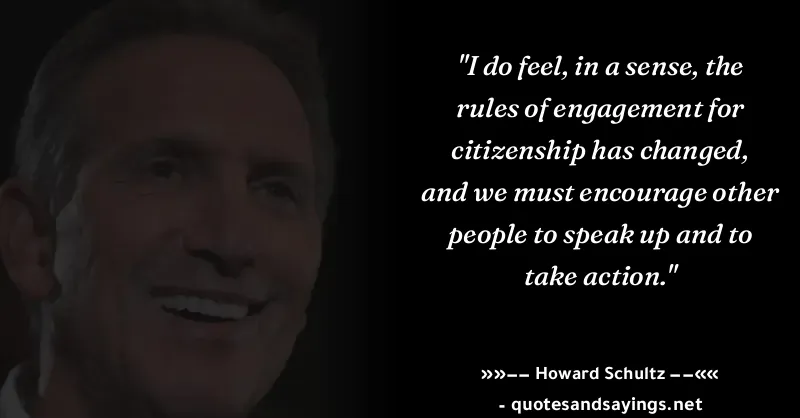 "I do feel, in a sense, the
rules of engagement for
citizenship has changed,
and we must encourage other
people to speak up and to
take action."
»»–– Howard Schultz ––««
- quotesandsayings.net